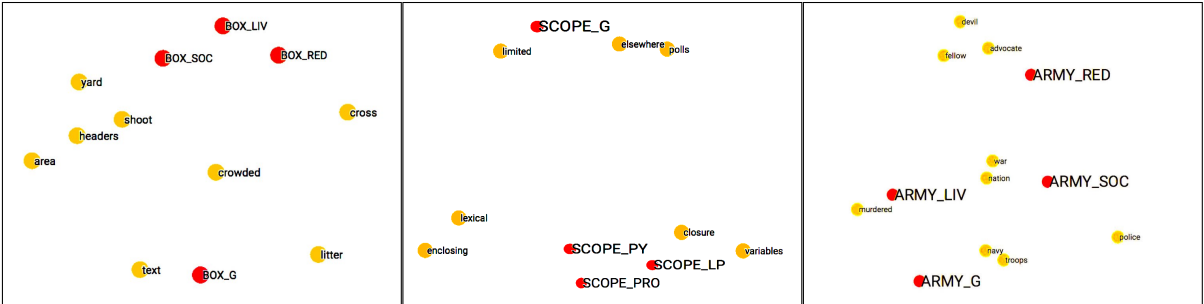 BOX_LIV
BOX_SOC
BOX_RED
yard
shoot
cross
headers
area
crowded
litter
text
BOX_G
SCOPE_G
limited
elsewhere
polls
lexical
enclosing
closure
SCOPE_PY
variables
SCOPE_LP
SCOPE_PRO
devil
advocate
fellow
ARMY_RED
war
nation
ARMY_SOC
ARMY_LIV
murdered
police
navy
troops
ARMY_G